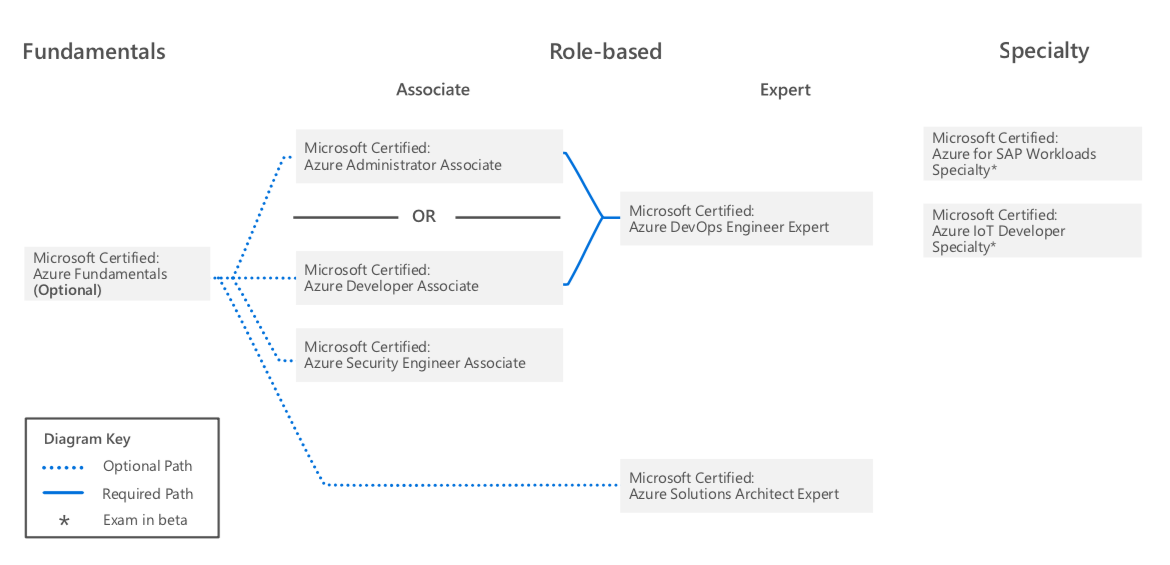 Fundamentals
Role-based
Specialty
Associate
Expert
Microsoft Certified:
Azure Administrator Associate
OR
Microsoft Certified:
Azure Developer Associate
Microsoft Certified:
Azure Security Engineer Associate
Microsoft Certified:
Azure Fundamentals
(Optional)
Microsoft Certified:
Azure DevOps Engineer Expert
Microsoft Certified:
Azure Solutions Architect Expert
Microsoft Certified:
Azure for SAP Workloads
Specialty*
Microsoft Certified:
Azure IoT Developer
Specialty*
Diagram Key
Optional Path
Required Path
* Exam in beta